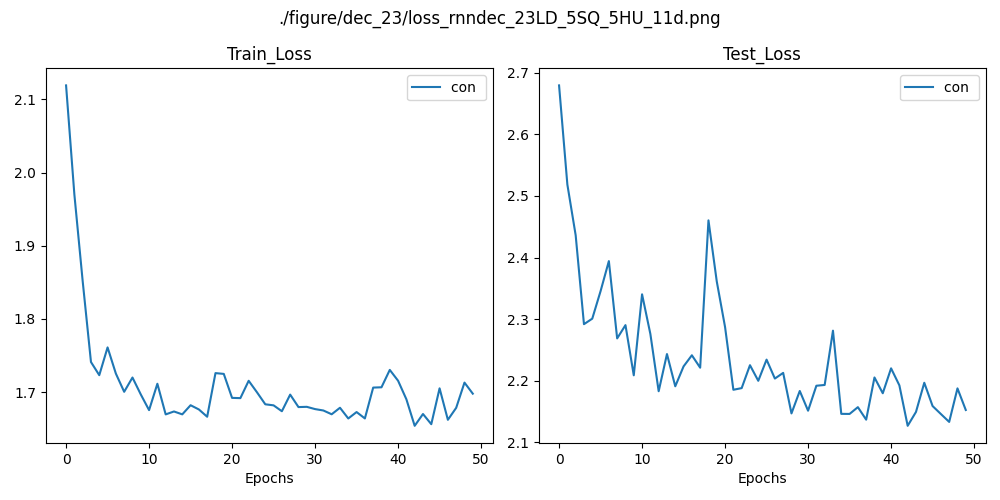 ./figure/dec_23/loss_rnndec_23LD_5SQ_5HU_11d.png
Train_Loss
con
2.1
2.0
1.9
1.8
1.7
0 10 20 30 40 50
Epochs
Test_Loss
con
2.7
2.6
2.5
2.4
2.3
2.2
2.1
0 10 20 30 40 50
Epochs